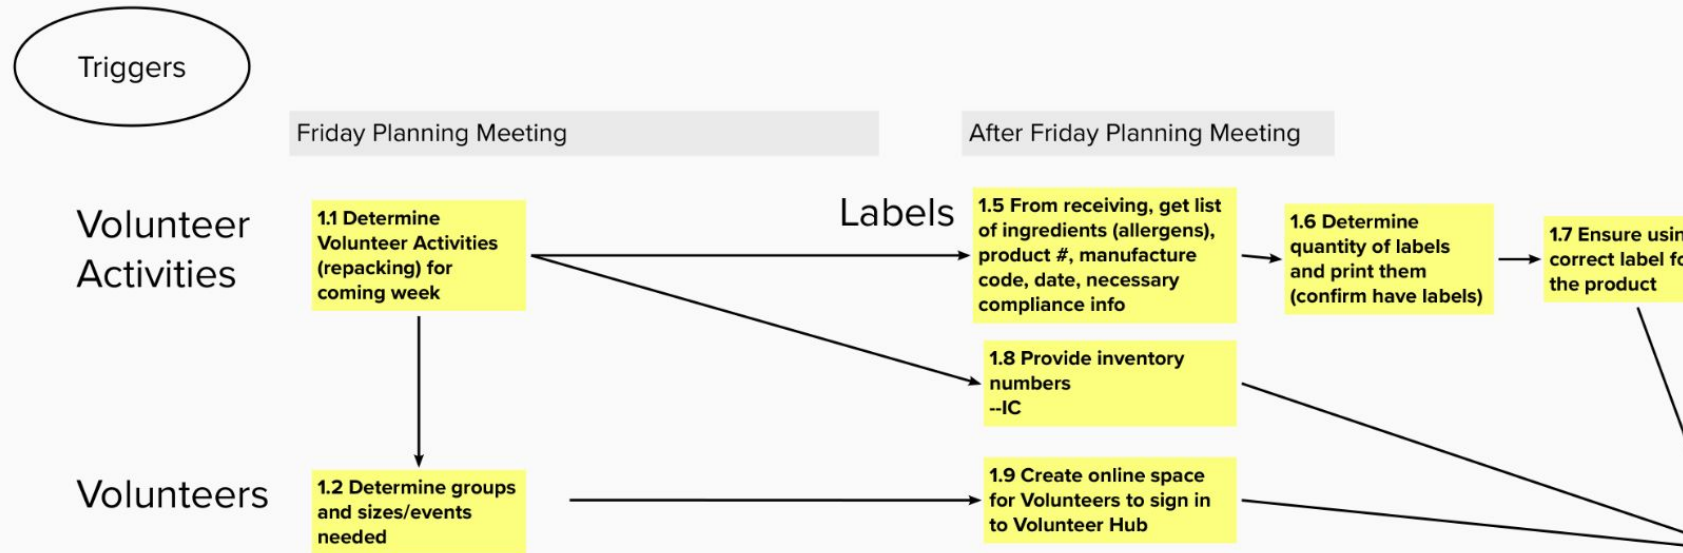 Triggers
Friday Planning Meeting
After Friday Planning Meeting
Volunteer
Activities
1.1 Determine
Volunteer Activities
(repacking) for
coming week
Labels
1.5 From receiving, get list
of ingredients (allergens),
product #, manufacture
code, date, necessary
compliance info
1.6 Determine
quantity of labels
and print them
(confirm have labels)
1.7 Ensure usin
correct label fo
the product
1.8 Provide inventory
numbers
--IC
Volunteers
1.2 Determine groups
and sizes/events
needed
1.9 Create online space
for Volunteers to sign in
to Volunteer Hub